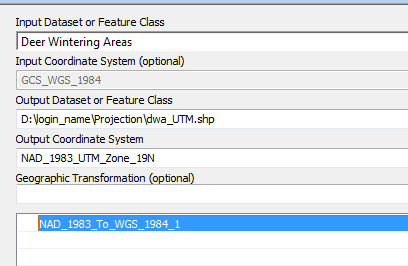 Input Dataset or Feature Class
Deer Wintering Areas
Input Coordinate System (optional)
GCS_WGS_1984
Output Dataset or Feature Class
D:\login_name\Projection\dwa_UTM.shp
Output Coordinate System
NAD_1983_UTM_Zone_19N
Geographic Transformation (optional)
NAD_1983_To_WGS_1984_1